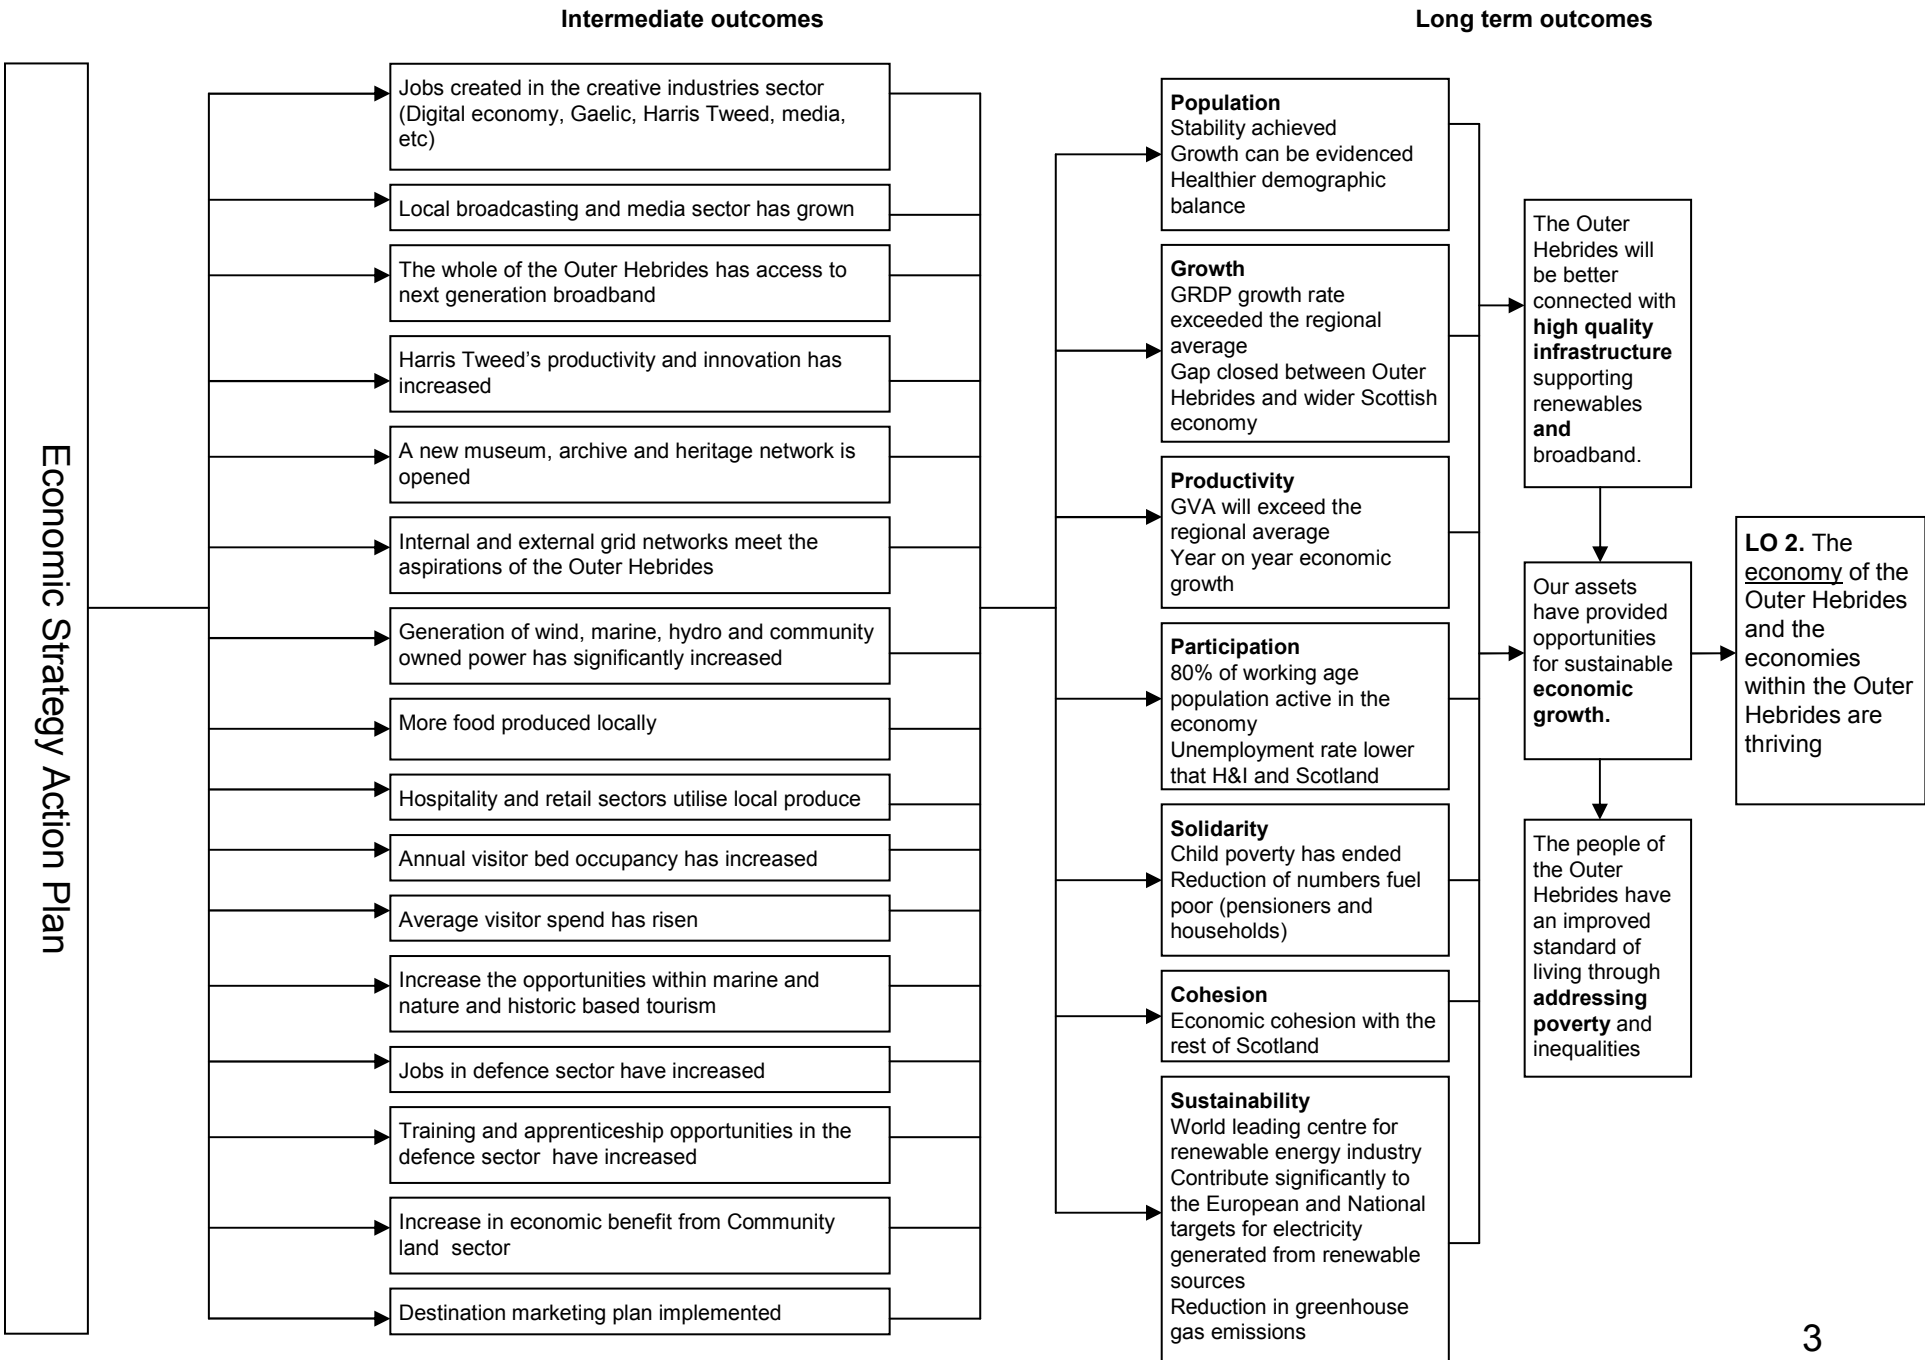 Intermediate outcomes
Long term outcomes
Economic Strategy Action Plan
Jobs created in the creative industries sector
(Digital economy, Gaelic, Harris Tweed, media,
etc)
Local broadcasting and media sector has grown
The whole of the Outer Hebrides has access to
next generation broadband
Harris Tweed’s productivity and innovation has
increased
A new museum, archive and heritage network is
opened
Internal and external grid networks meet the
aspirations of the Outer Hebrides
Generation of wind, marine, hydro and community
owned power has significantly increased
More food produced locally
Hospitality and retail sectors utilise local produce
Annual visitor bed occupancy has increased
Average visitor spend has risen
Increase the opportunities within marine and
nature and historic based tourism
Jobs in defence sector have increased
Training and apprenticeship opportunities in the
defence sector have increased
Increase in economic benefit from Community
land sector
Destination marketing plan implemented
Population
Stability achieved
Growth can be evidenced
Healthier demographic
balance
Growth
GRDP growth rate
exceeded the regional
average
Gap closed between Outer
Hebrides and wider Scottish
economy
Productivity
GVA will exceed the
regional average
Year on year economic
growth
Participation
80% of working age
population active in the
economy
Unemployment rate lower
that H&I and Scotland
Solidarity
Child poverty has ended
Reduction of numbers fuel
poor (pensioners and
households)
Cohesion
Economic cohesion with the
rest of Scotland
Sustainability
World leading centre for
renewable energy industry
Contribute significantly to
the European and National
targets for electricity
generated from renewable
sources
Reduction in greenhouse
gas emissions
The Outer
Hebrides will
be better
connected with
high quality
infrastructure
supporting
renewables
and
broadband.
Our assets
have provided
opportunities
for sustainable
economic
growth.
The people of
the Outer
Hebrides have
an improved
standard of
living through
addressing
poverty and
inequalities
LO 2. The
economy of the
Outer Hebrides
and the
economies
within the Outer
Hebrides are
thriving
3